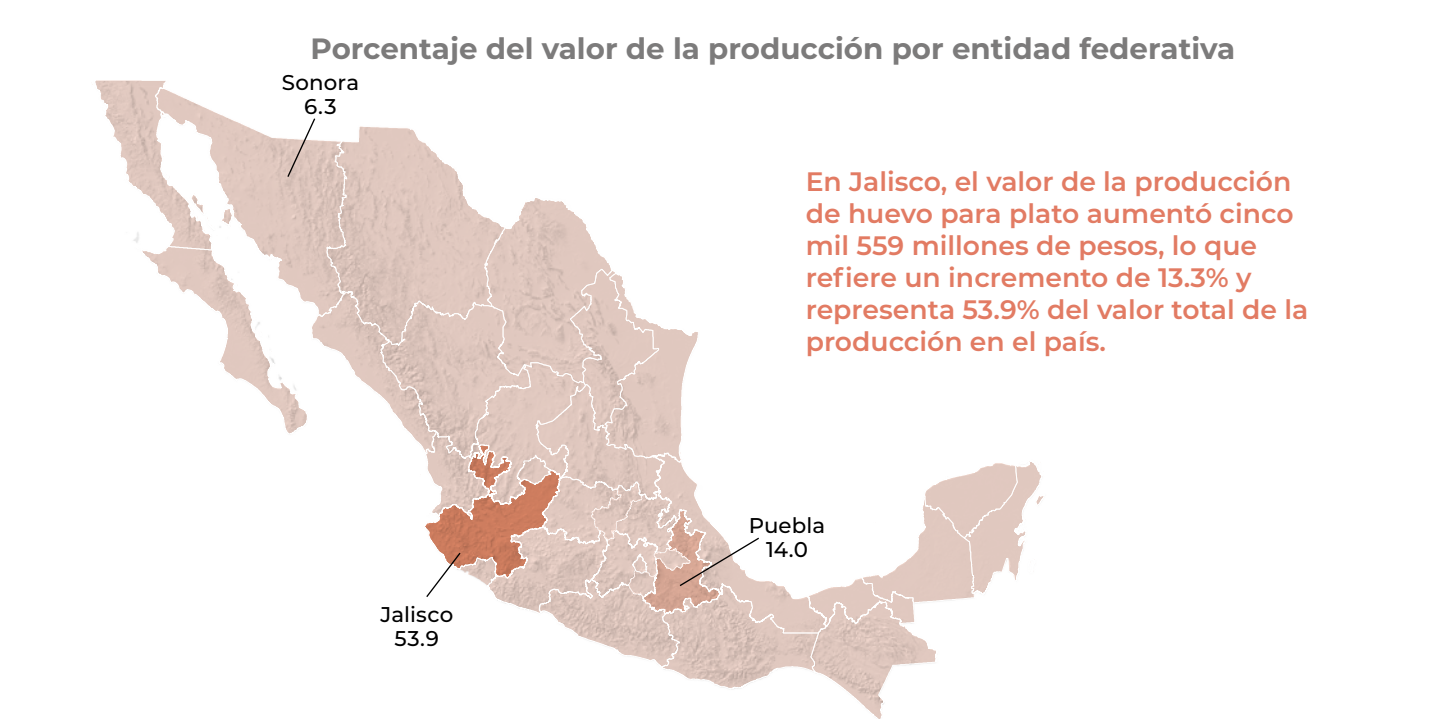 Porcentaje del valor de la producción por entidad federativa
Sonora
6.3
En Jalisco, el valor de la producción
de huevo para plato aumentó cinco
mil 559 millones de pesos, lo que
refiere un incremento de 13.3% y
representa 53.9% del valor total de la
producción en el país.
Puebla
14.0
Jalisco
53.9